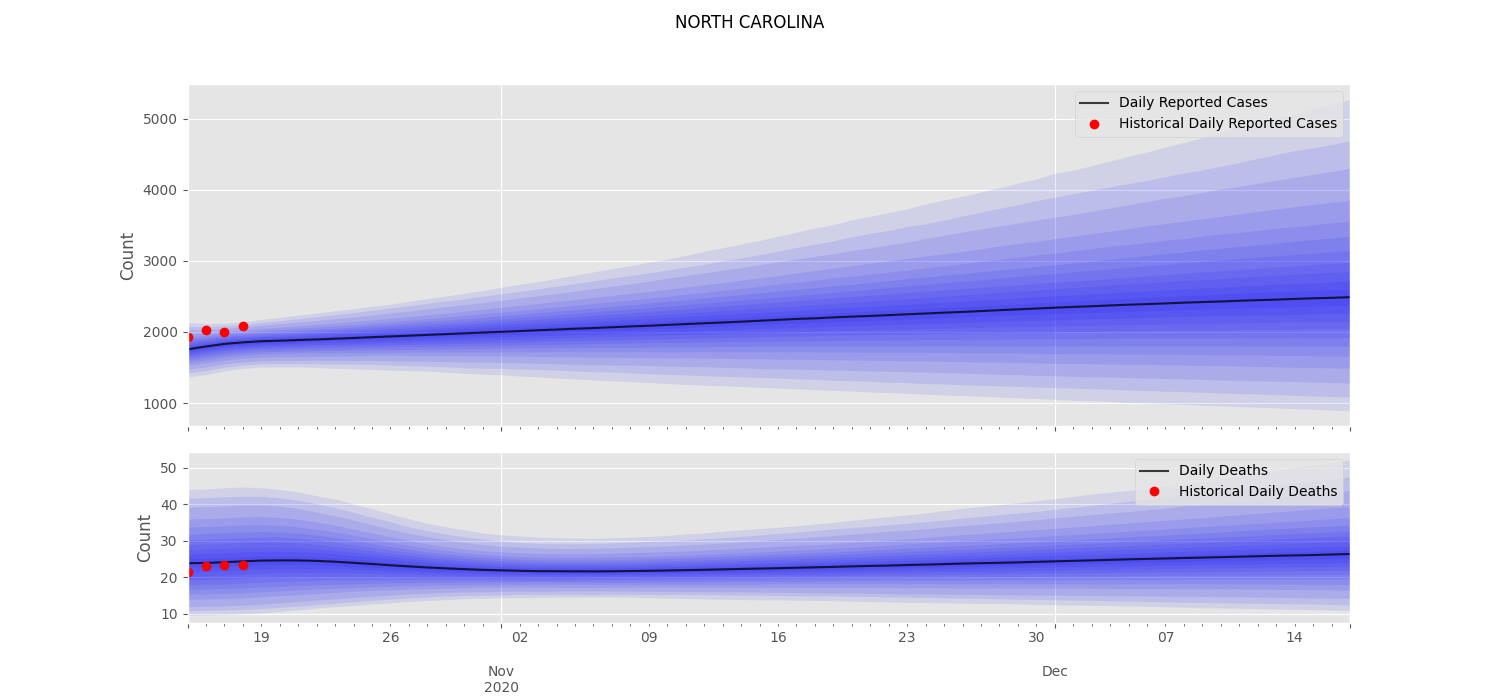 NORTH CAROLINA
Daily Reported Cases
Historical Daily Reported Cases
5000
4000
3000
2000
1000
Count
Daily Deaths
Historical Daily Deaths
50
40
30
20
10
Count
19 26 02 09 16 23 30 07 14
Nov Dec
2020